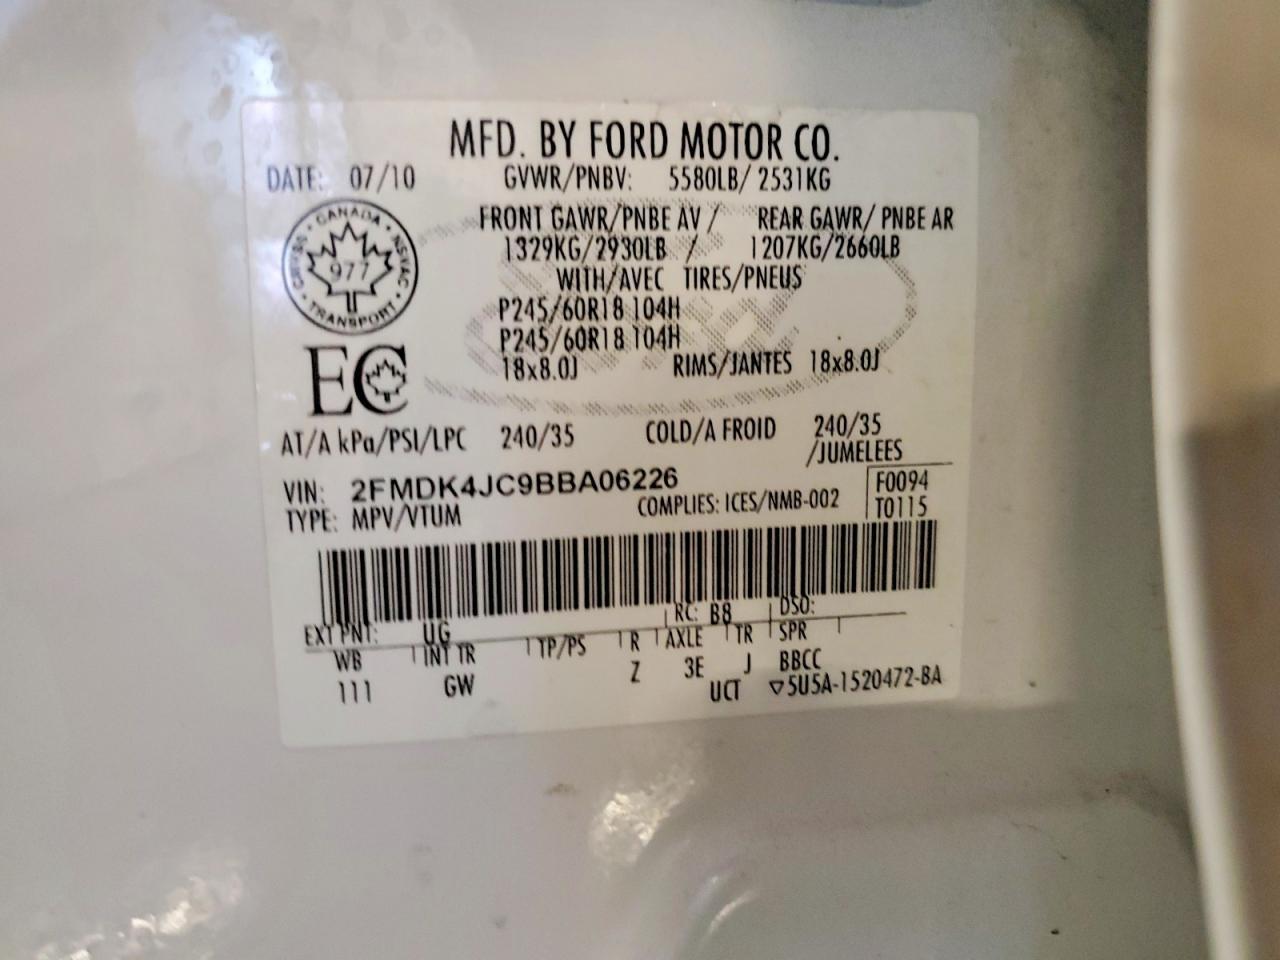 MFD. BY FORD MOTOR CO.
DATE: 07/10 GVWR/PNBV: 5580LB/ 2531KG
FRONT GAWR/PNBE AV / REAR GAWR/ PNBE AR
1329KG/2930LB / 1207KG/2660LB
WITH/AVEC TIRES/PNEUS
P245/60R18 104H
P245/60R18 104H
18x8.0J RIMS/JANTES 18x8.0J
CANADA
977
TRANSPORT
EC
AT/A kPa/PSI/LPC 240/35 COLD/A FROID 240/35
/JUMELEES
VIN: 2FMDK4JC9BBA06226
TYPE: MPV/VTUM COMPLIES: ICES/NMB-002
F0094
T0115
RC: B8 DSO:
EXT PNT: UG
WB INT TR TP/PS R AXLE TR SPR
111 GW Z 3E J BBCC
UCT ▽5U5A-1520472-BA